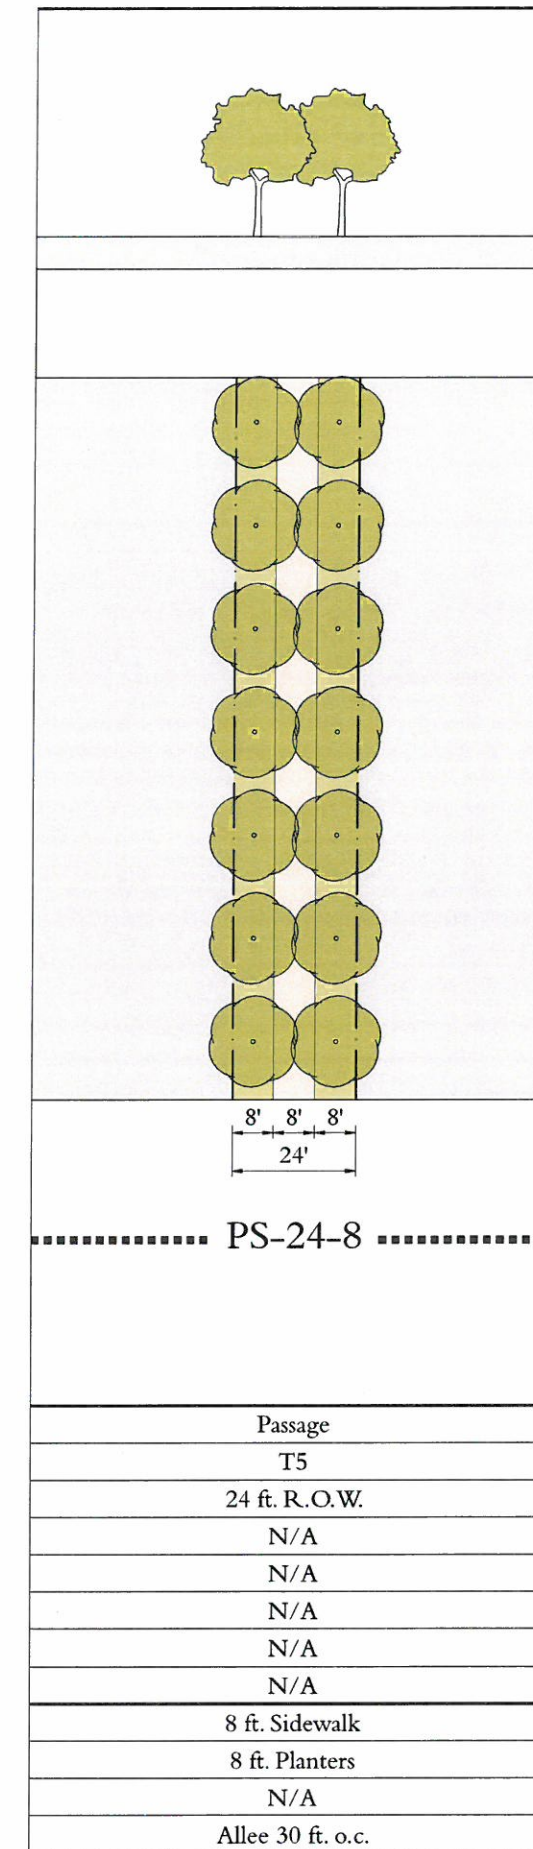 8' 8' 8'
24'
PS-24-8
Passage
T5
24 ft. R.O.W.
N/A
N/A
N/A
N/A
N/A
8 ft. Sidewalk
8 ft. Planters
N/A
Allee 30 ft. o.c.